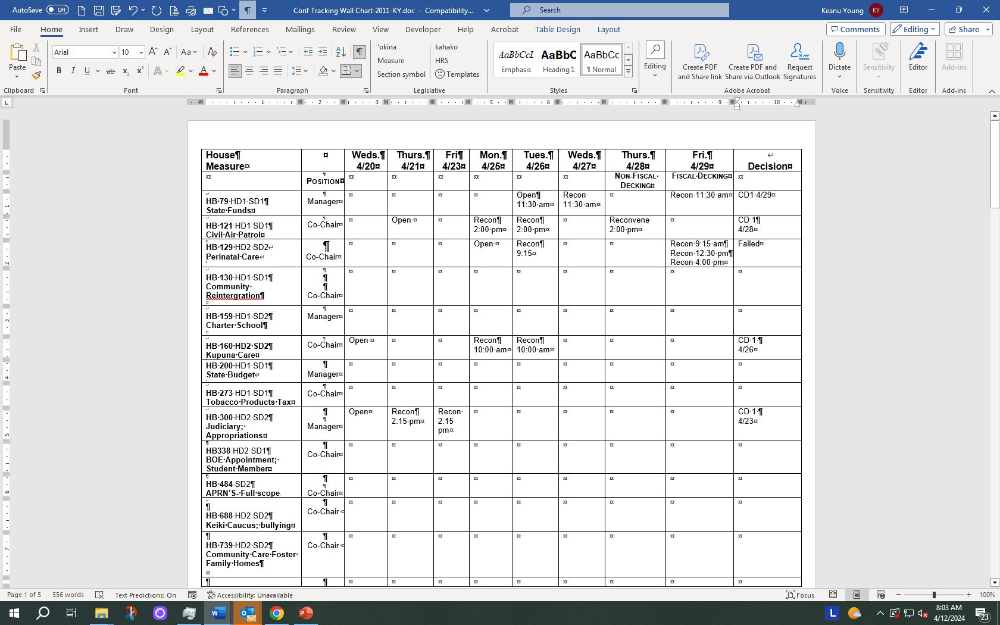 AutoSave Off Conf Tracking Wall Chart-2011-KY.doc - Compatibility... Search Keanu Young KY
File Home Insert Draw Design Layout References Mailings Review View Developer Help Acrobat Table Design Layout Comments Editing Share
Paste
Clipboard
Arial 10
Font
Paragraph
'okina kahako
Measure HRS
Section symbol Templates
Legislative
AaBbCcI AaBbC AaBbCc
Emphasis Heading 1 ¶ Normal
Styles
Editing
Create PDF and Share link
Create PDF and Share via Outlook
Request Signatures
Adobe Acrobat
Dictate
Voice
Sensitivity
Sensitivity
Editor
Editor
Add-ins
Add-ins
1 2 3 5 6 9 10
House¶ Weds.¶ Thurs.¶ Fri¶ Mon.¶ Tues.¶ Weds.¶ Thurs.¶ Fri.¶
Measure¤ ¤ 4/20¤ 4/21¤ 4/23¤ 4/25¤ 4/26¤ 4/27¤ 4/28¤ 4/29¤ Decision¤
POSITION¤ NON-FISCAL· DECKING¤ FISCAL·DECKING¤
HB·79·HD1·SD1¶ Manager¤ Open¶ Recon· Recon·11:30·am¤ CD1·4/29¤
State·Funds¤ 11:30·am¤ 11:30·am¤
HB·121·HD1·SD1¶ Co-Chair¤ Open·¤ Recon¶ Recon¶ Reconvene· CD·1¶
Civil·Air·Patrol¤ 2:00·pm¤ 2:00·pm¤ 2:00·pm¤ 4/28¤
HB·129·HD2·SD2↵ Open·¤ Recon¶ Recon·9:15·am¶ Failed¤
Perinatal·Care↵ Co-Chair¤ 9:15¤ Recon·12:30·pm¶
Recon·4:00·pm¤
HB·130·HD1·SD1¶
Community·
Reintergration¶ Co-Chair¤
HB·159·HD1·SD2¶ Manager¤
Charter·School¶
HB·160·HD2·SD2¶ Co-Chair¤ Open·¤ Recon¶ Recon¶ CD·1·¶
Kupuna·Care¤ 10:00·am¤ 10:00·am¤ 4/26¤
HB·200·HD1·SD1¶
State·Budget↵ Manager¤
HB·273·HD1·SD1¶ Co-Chair¤
Tobacco·Products·Tax¤
HB·300·HD2·SD2¶ Open¤ Recon¶ Recon· CD·1·¶
Judiciary;· Manager¤ 2:15·pm¤ 2:15· 4/23¤
Appropriations¤ pm¤
HB338·HD2·SD1¶ Co-Chair¤
BOE·Appointment;·
Student·Member¤
HB·484·SD2¶
APRN'S-·Full·scope Co-Chair¤
HB·688·HD2·SD2¶ Co-Chair·¤
Keiki·Caucus;·bullying¤
HB·739·HD2·SD2¶ Co-Chair·¤
Community·Care·Foster·
Family·Homes¶
Page 1 of 5 556 words Text Predictions: On Accessibility: Unavailable Focus 100%
8:03 AM
4/12/2024
23